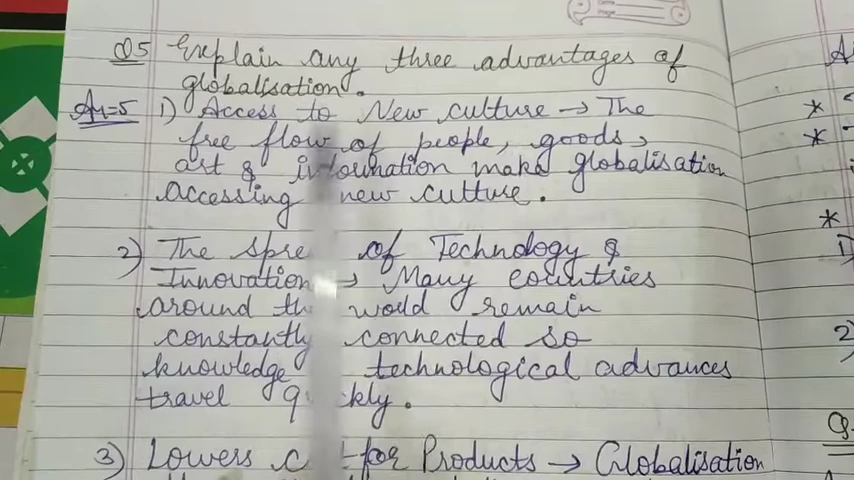 Q5 Explain any three advantages of
globalisation.
An=5 1) Access to New culture → The
free flow of people, goods,
art & information make globalisation
accessing new culture.
2) The Spre of Technology &
Innovation → Many countries
around th world remain
constantly connected so
knowledge technological advances
travel quickly.
3) Lowers c for Products → Globalisation